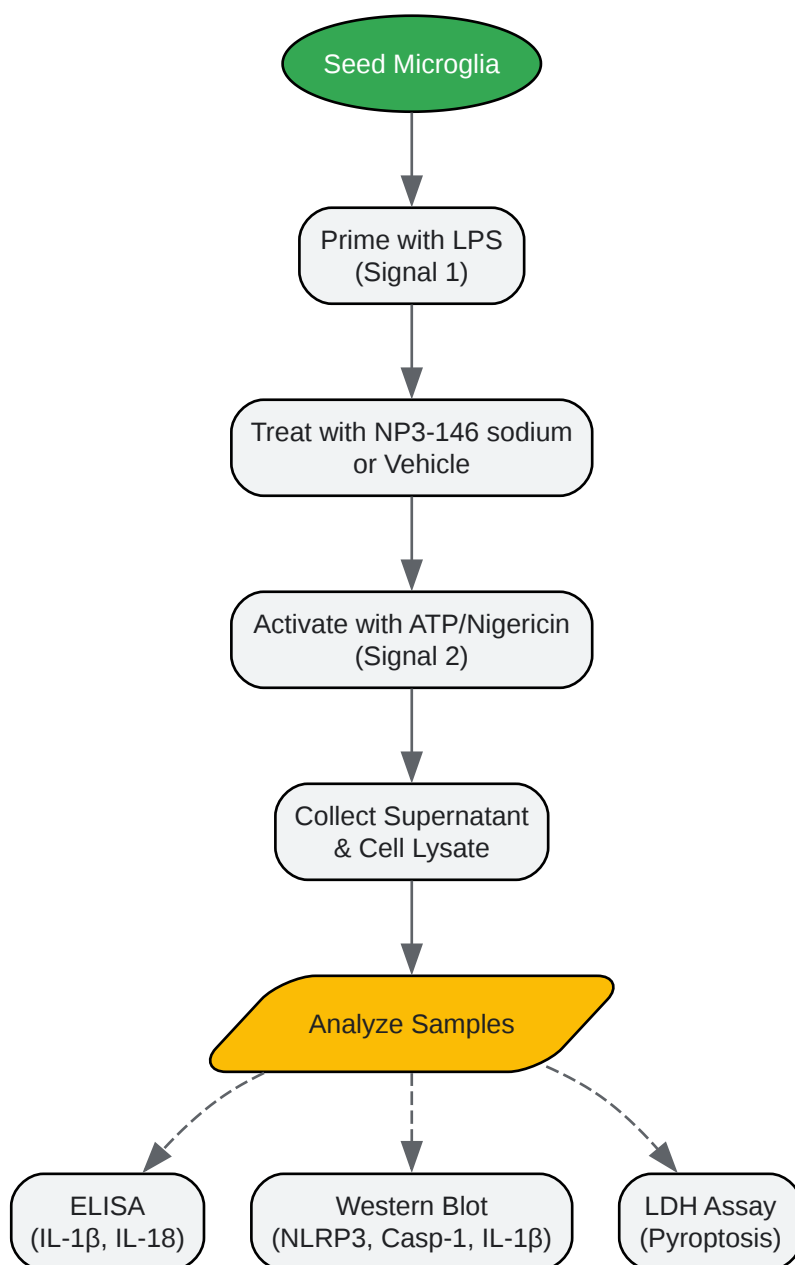 Seed Microglia
Prime with LPS
(Signal 1)
Treat with NP3-146 sodium
or Vehicle
Activate with ATP/Nigericin
(Signal 2)
Collect Supernatant
& Cell Lysate
Analyze Samples
ELISA
(IL-1β, IL-18)
Western Blot
(NLRP3, Casp-1, IL-1β)
LDH Assay
(Pyroptosis)